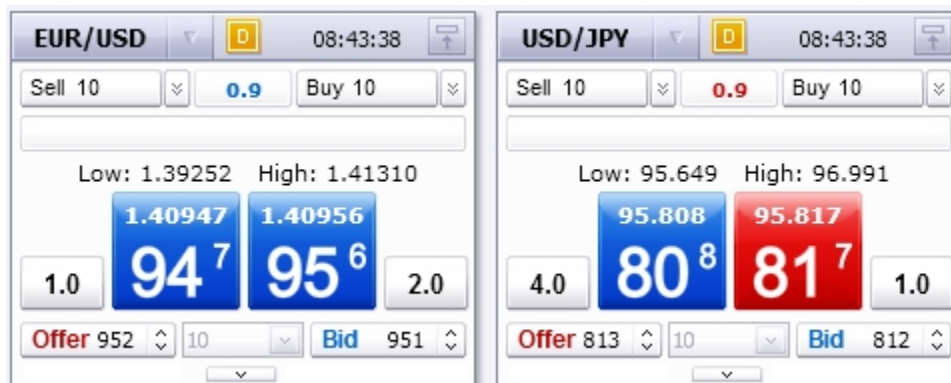 EUR/USD D 08:43:38
Sell 10 0.9 Buy 10
Low: 1.39252 High: 1.41310
1.40947 1.40956
1.0 94 7 95 6 2.0
Offer 952 10 Bid 951
USD/JPY D 08:43:38
Sell 10 0.9 Buy 10
Low: 95.649 High: 96.991
95.808 95.817
4.0 80 8 81 7 1.0
Offer 813 10 Bid 812